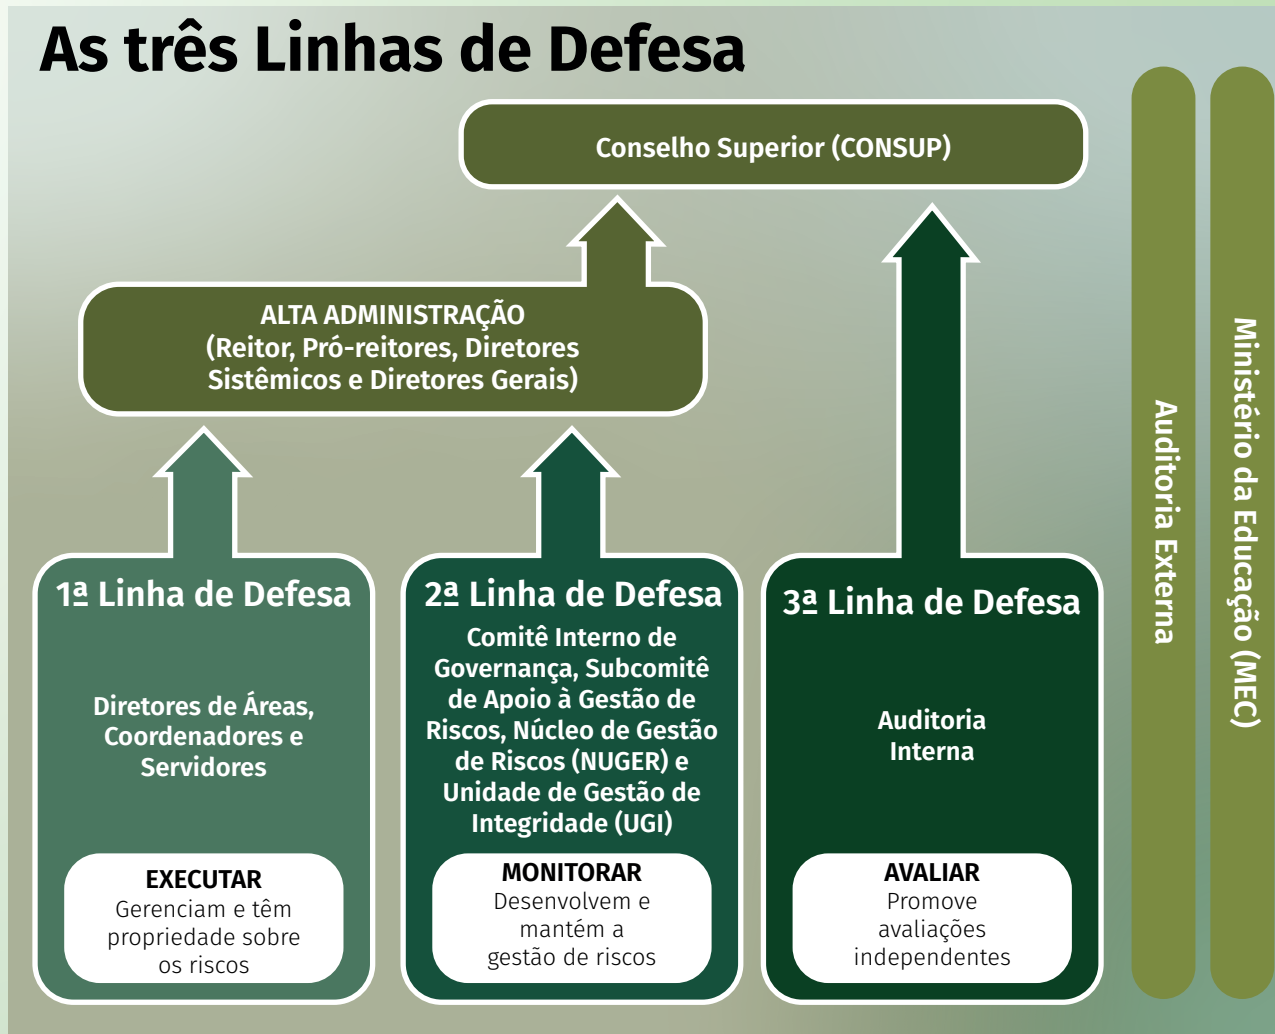 As três Linhas de Defesa
Conselho Superior (CONSUP)
ALTA ADMINISTRAÇÃO
(Reitor, Pró-reitores, Diretores
Sistêmicos e Diretores Gerais)
1ª Linha de Defesa
Diretores de Áreas,
Coordenadores e
Servidores
EXECUTAR
Gerenciam e têm
propriedade sobre
os riscos
2ª Linha de Defesa
Comitê Interno de
Governança, Subcomitê
de Apoio à Gestão de
Riscos, Núcleo de Gestão
de Riscos (NUGER) e
Unidade de Gestão de
Integridade (UGI)
MONITORAR
Desenvolvem e
mantém a
gestão de riscos
3ª Linha de Defesa
Auditoria
Interna
AVALIAR
Promove
avaliações
independentes
Auditoria Externa
Ministério da Educação (MEC)